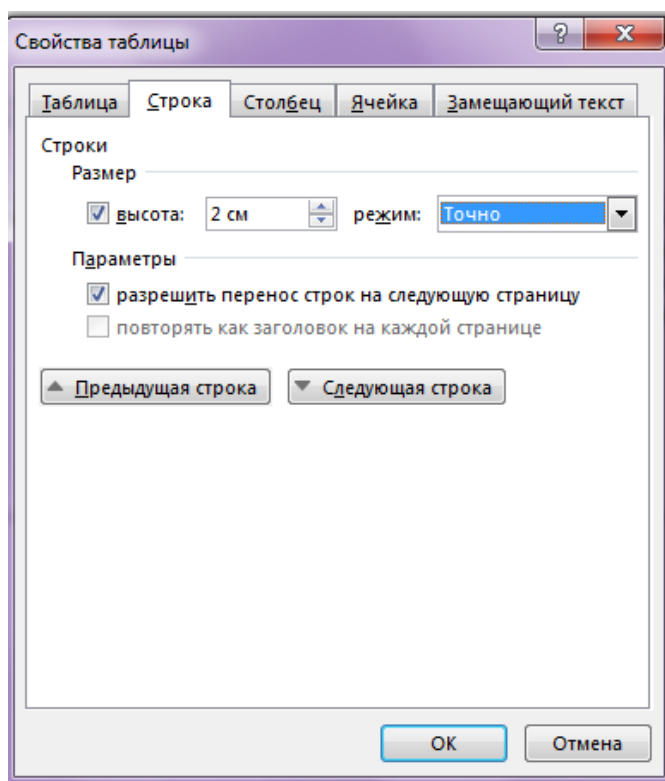 Свойства таблицы
Таблица Строка Столбец Ячейка Замещающий текст
Строки
Размер
высота: 2 см режим: Точно
Параметры
разрешить перенос строк на следующую страницу
повторять как заголовок на каждой странице
Предыдущая строка Следующая строка
ОК Отмена